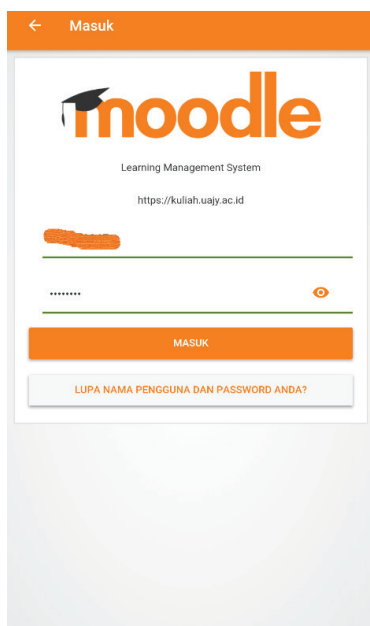 Masuk
moodle
Learning Management System
https://kuliah.uajy.ac.id
........
MASUK
LUPA NAMA PENGGUNA DAN PASSWORD ANDA?